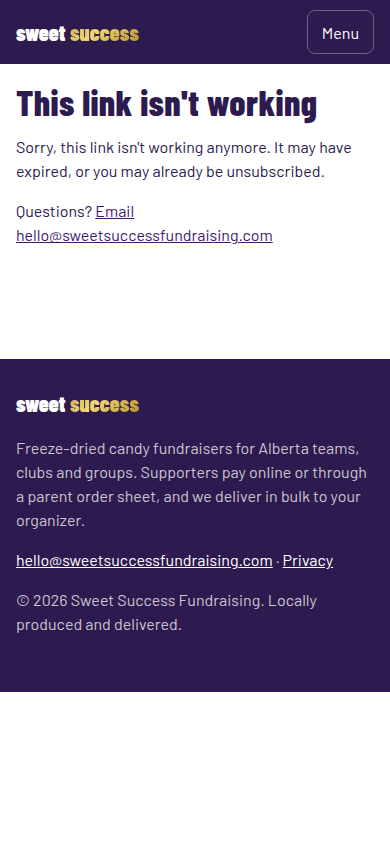 sweet success
Menu
This link isn't working
Sorry, this link isn't working anymore. It may have
expired, or you may already be unsubscribed.
Questions? Email
hello@sweetsuccessfundraising.com
sweet success
Freeze-dried candy fundraisers for Alberta teams,
clubs and groups. Supporters pay online or through
a parent order sheet, and we deliver in bulk to your
organizer.
hello@sweetsuccessfundraising.com · Privacy
© 2026 Sweet Success Fundraising. Locally
produced and delivered.